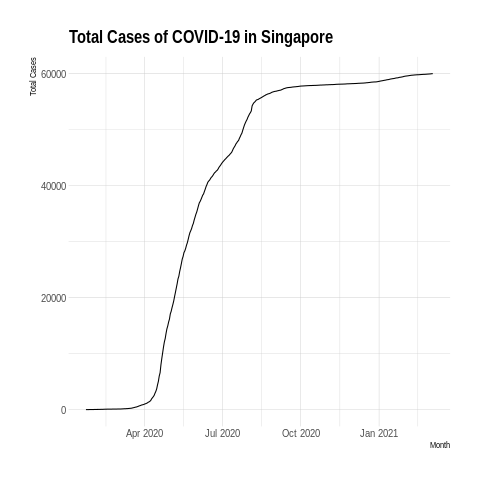 Total Cases of COVID-19 in Singapore
Total Cases
60000
40000
20000
0
Apr 2020 Jul 2020 Oct 2020 Jan 2021
Month